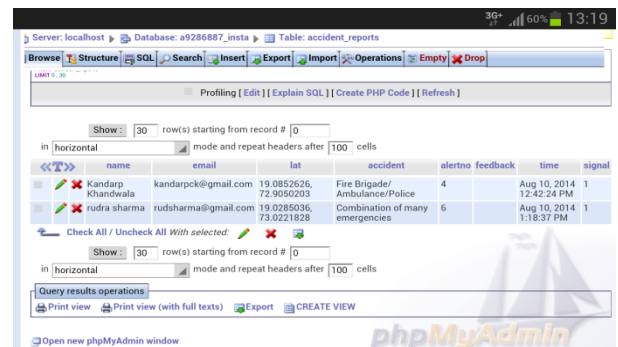 3G+ 60% 13:19
Server: localhost Database: a9286887_insta Table: accident_reports
Browse Structure SQL Search Insert Export Import Operations Empty Drop
LIMIT 0 , 30
Profiling [ Edit ] [ Explain SQL ] [ Create PHP Code ] [ Refresh ]
Show : 30 row(s) starting from record # 0
in horizontal mode and repeat headers after 100 cells
name email lat accident alertno feedback time signal
Kandarp Khandwala kandarpck@gmail.com 19.0852626, 72.9050203 Fire Brigade/ Ambulance/Police 4 Aug 10, 2014 12:42:24 PM 1
rudra sharma rudsharma@gmail.com 19.0285036, 73.0221828 Combination of many emergencies 6 Aug 10, 2014 1:18:37 PM 1
Check All / Uncheck All With selected:
Show : 30 row(s) starting from record # 0
in horizontal mode and repeat headers after 100 cells
Query results operations
Print view Print view (with full texts) Export CREATE VIEW
phpMyAdmin
Open new phpMyAdmin window